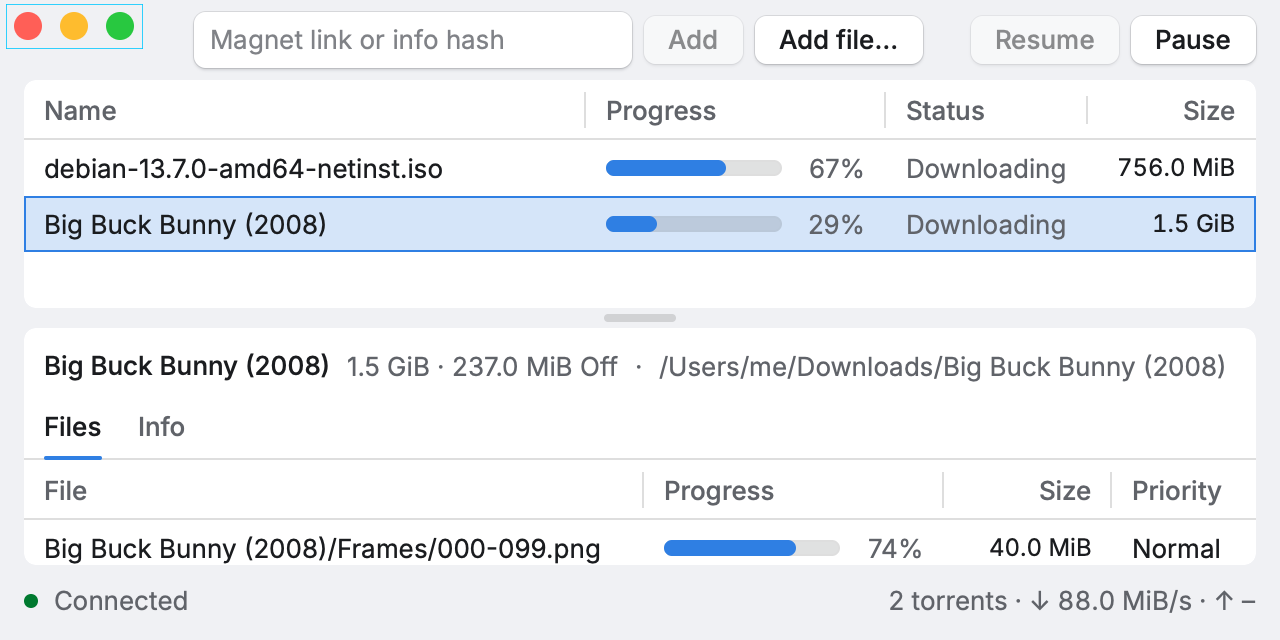 Magnet link or info hash Add Add file... Resume Pause
Name Progress Status Size
debian-13.7.0-amd64-netinst.iso 67% Downloading 756.0 MiB
Big Buck Bunny (2008) 29% Downloading 1.5 GiB
Big Buck Bunny (2008) 1.5 GiB · 237.0 MiB Off · /Users/me/Downloads/Big Buck Bunny (2008)
Files Info
File Progress Size Priority
Big Buck Bunny (2008)/Frames/000-099.png 74% 40.0 MiB Normal
Connected 2 torrents · ↓ 88.0 MiB/s · ↑ –